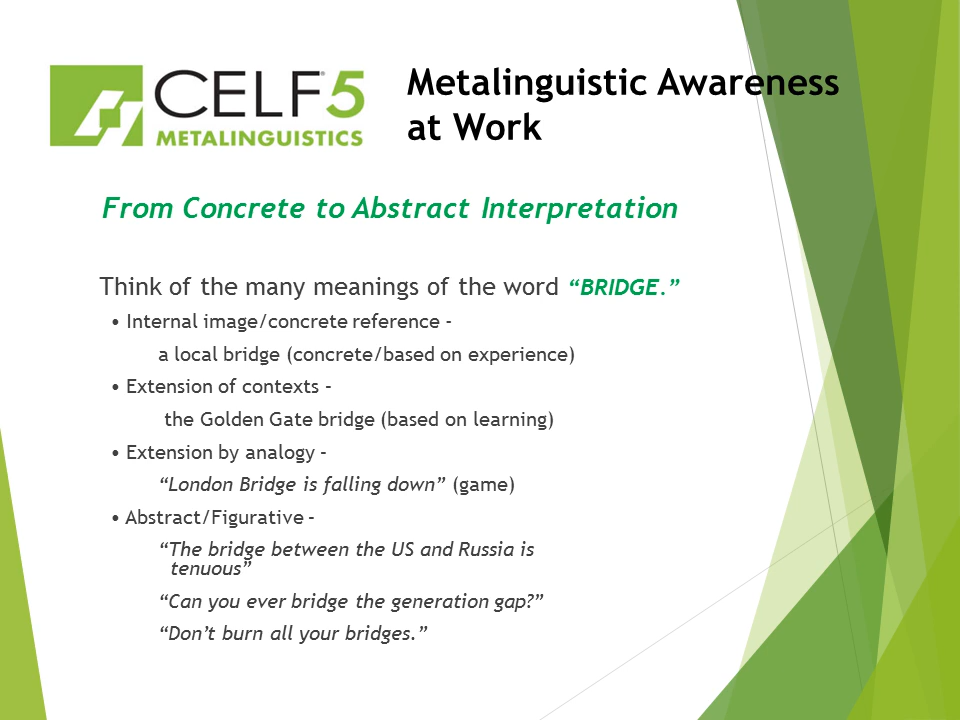 CELF®5
METALINGUISTICS
Metalinguistic Awareness
at Work
From Concrete to Abstract Interpretation
Think of the many meanings of the word “BRIDGE.”
• Internal image/concrete reference –
a local bridge (concrete/based on experience)
• Extension of contexts –
the Golden Gate bridge (based on learning)
• Extension by analogy –
“London Bridge is falling down” (game)
• Abstract/Figurative –
“The bridge between the US and Russia is
tenuous”
“Can you ever bridge the generation gap?”
“Don’t burn all your bridges.”